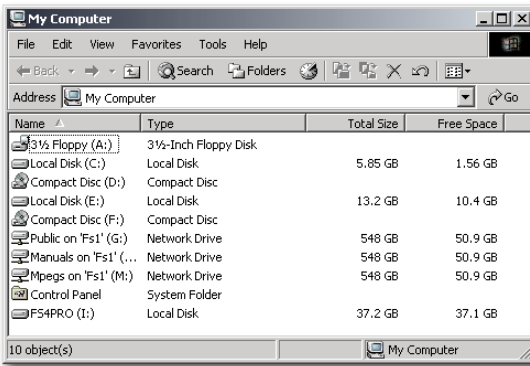 My Computer
File Edit View Favorites Tools Help
Back Search Folders
Address My Computer Go
Name Type Total Size Free Space
3½ Floppy (A:) 3½-Inch Floppy Disk
Local Disk (C:) Local Disk 5.85 GB 1.56 GB
Compact Disc (D:) Compact Disc
Local Disk (E:) Local Disk 13.2 GB 10.4 GB
Compact Disc (F:) Compact Disc
Public on 'Fs1' (G:) Network Drive 548 GB 50.9 GB
Manuals on 'Fs1' (... Network Drive 548 GB 50.9 GB
Mpegs on 'Fs1' (M:) Network Drive 548 GB 50.9 GB
Control Panel System Folder
FS4PRO (I:) Local Disk 37.2 GB 37.1 GB
10 object(s) My Computer